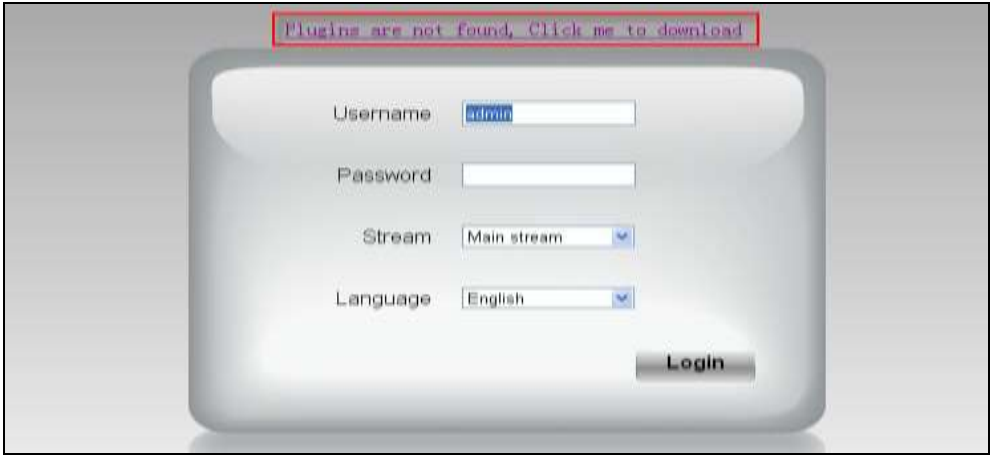 Plugins are not found, Click me to download
Username admin
Password
Stream Main stream
Language English
Login